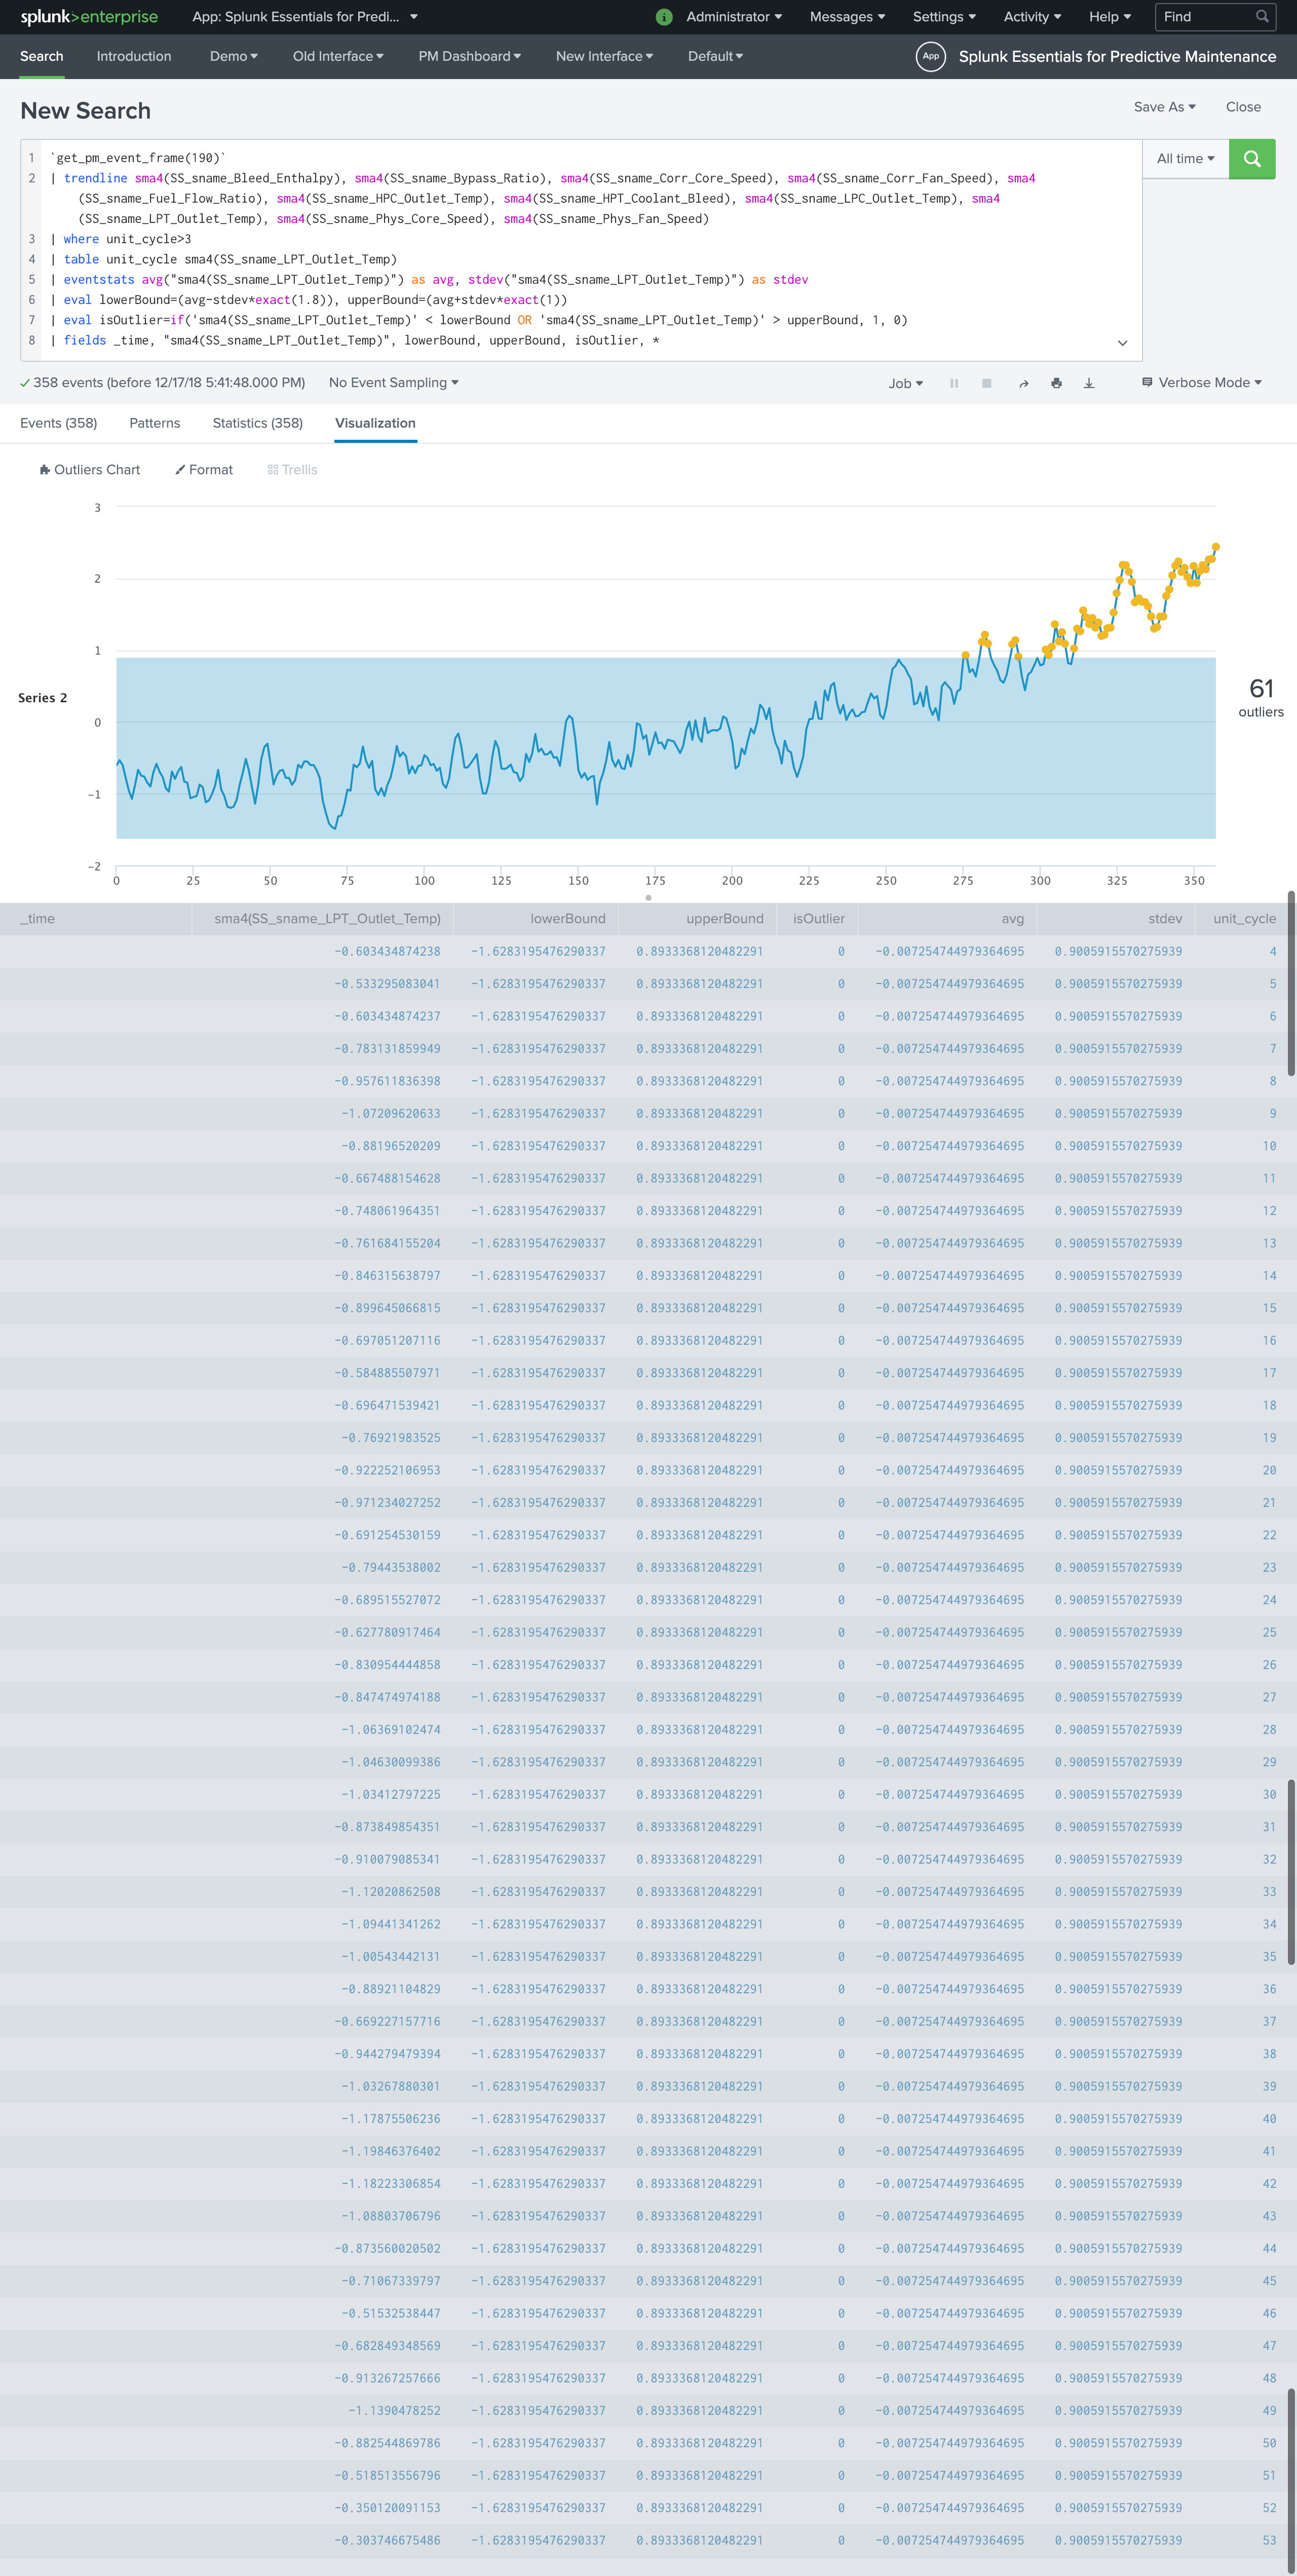 splunk>enterprise App: Splunk Essentials for Predi... i Administrator Messages Settings Activity Help Find
Search Introduction Demo Old Interface PM Dashboard New Interface Default App Splunk Essentials for Predictive Maintenance
New Search Save As Close
1 `get_pm_event_frame(190)` All time
2 | trendline sma4(SS_sname_Bleed_Enthalpy), sma4(SS_sname_Bypass_Ratio), sma4(SS_sname_Corr_Core_Speed), sma4(SS_sname_Corr_Fan_Speed), sma4
(SS_sname_Fuel_Flow_Ratio), sma4(SS_sname_HPC_Outlet_Temp), sma4(SS_sname_HPT_Coolant_Bleed), sma4(SS_sname_LPC_Outlet_Temp), sma4
(SS_sname_LPT_Outlet_Temp), sma4(SS_sname_Phys_Core_Speed), sma4(SS_sname_Phys_Fan_Speed)
3 | where unit_cycle>3
4 | table unit_cycle sma4(SS_sname_LPT_Outlet_Temp)
5 | eventstats avg("sma4(SS_sname_LPT_Outlet_Temp)") as avg, stdev("sma4(SS_sname_LPT_Outlet_Temp)") as stdev
6 | eval lowerBound=(avg-stdev*exact(1.8)), upperBound=(avg+stdev*exact(1))
7 | eval isOutlier=if('sma4(SS_sname_LPT_Outlet_Temp)' < lowerBound OR 'sma4(SS_sname_LPT_Outlet_Temp)' > upperBound, 1, 0)
8 | fields _time, "sma4(SS_sname_LPT_Outlet_Temp)", lowerBound, upperBound, isOutlier, *
358 events (before 12/17/18 5:41:48.000 PM) No Event Sampling Job Verbose Mode
Events (358) Patterns Statistics (358) Visualization
Outliers Chart Format Trellis
3
2
1
Series 2
0
-1
-2
61
outliers
0 25 50 75 100 125 150 175 200 225 250 275 300 325 350
_time sma4(SS_sname_LPT_Outlet_Temp) lowerBound upperBound isOutlier avg stdev unit_cycle
-0.603434874238 -1.6283195476290337 0.8933368120482291 0 -0.007254744979364695 0.9005915570275939 4
-0.533295083041 -1.6283195476290337 0.8933368120482291 0 -0.007254744979364695 0.9005915570275939 5
-0.603434874237 -1.6283195476290337 0.8933368120482291 0 -0.007254744979364695 0.9005915570275939 6
-0.783131859949 -1.6283195476290337 0.8933368120482291 0 -0.007254744979364695 0.9005915570275939 7
-0.957611836398 -1.6283195476290337 0.8933368120482291 0 -0.007254744979364695 0.9005915570275939 8
-1.07209620633 -1.6283195476290337 0.8933368120482291 0 -0.007254744979364695 0.9005915570275939 9
-0.88196520209 -1.6283195476290337 0.8933368120482291 0 -0.007254744979364695 0.9005915570275939 10
-0.667488154628 -1.6283195476290337 0.8933368120482291 0 -0.007254744979364695 0.9005915570275939 11
-0.748061964351 -1.6283195476290337 0.8933368120482291 0 -0.007254744979364695 0.9005915570275939 12
-0.761684155204 -1.6283195476290337 0.8933368120482291 0 -0.007254744979364695 0.9005915570275939 13
-0.846315638797 -1.6283195476290337 0.8933368120482291 0 -0.007254744979364695 0.9005915570275939 14
-0.899645066815 -1.6283195476290337 0.8933368120482291 0 -0.007254744979364695 0.9005915570275939 15
-0.697051207116 -1.6283195476290337 0.8933368120482291 0 -0.007254744979364695 0.9005915570275939 16
-0.584885507971 -1.6283195476290337 0.8933368120482291 0 -0.007254744979364695 0.9005915570275939 17
-0.696471539421 -1.6283195476290337 0.8933368120482291 0 -0.007254744979364695 0.9005915570275939 18
-0.76921983525 -1.6283195476290337 0.8933368120482291 0 -0.007254744979364695 0.9005915570275939 19
-0.922252106953 -1.6283195476290337 0.8933368120482291 0 -0.007254744979364695 0.9005915570275939 20
-0.971234027252 -1.6283195476290337 0.8933368120482291 0 -0.007254744979364695 0.9005915570275939 21
-0.691254530159 -1.6283195476290337 0.8933368120482291 0 -0.007254744979364695 0.9005915570275939 22
-0.79443538002 -1.6283195476290337 0.8933368120482291 0 -0.007254744979364695 0.9005915570275939 23
-0.689515527072 -1.6283195476290337 0.8933368120482291 0 -0.007254744979364695 0.9005915570275939 24
-0.627780917464 -1.6283195476290337 0.8933368120482291 0 -0.007254744979364695 0.9005915570275939 25
-0.830954444858 -1.6283195476290337 0.8933368120482291 0 -0.007254744979364695 0.9005915570275939 26
-0.847474974188 -1.6283195476290337 0.8933368120482291 0 -0.007254744979364695 0.9005915570275939 27
-1.06369102474 -1.6283195476290337 0.8933368120482291 0 -0.007254744979364695 0.9005915570275939 28
-1.04630099386 -1.6283195476290337 0.8933368120482291 0 -0.007254744979364695 0.9005915570275939 29
-1.03412797225 -1.6283195476290337 0.8933368120482291 0 -0.007254744979364695 0.9005915570275939 30
-0.873849854351 -1.6283195476290337 0.8933368120482291 0 -0.007254744979364695 0.9005915570275939 31
-0.910079085341 -1.6283195476290337 0.8933368120482291 0 -0.007254744979364695 0.9005915570275939 32
-1.12020862508 -1.6283195476290337 0.8933368120482291 0 -0.007254744979364695 0.9005915570275939 33
-1.09441341262 -1.6283195476290337 0.8933368120482291 0 -0.007254744979364695 0.9005915570275939 34
-1.00543442131 -1.6283195476290337 0.8933368120482291 0 -0.007254744979364695 0.9005915570275939 35
-0.88921104829 -1.6283195476290337 0.8933368120482291 0 -0.007254744979364695 0.9005915570275939 36
-0.669227157716 -1.6283195476290337 0.8933368120482291 0 -0.007254744979364695 0.9005915570275939 37
-0.944279479394 -1.6283195476290337 0.8933368120482291 0 -0.007254744979364695 0.9005915570275939 38
-1.03267880301 -1.6283195476290337 0.8933368120482291 0 -0.007254744979364695 0.9005915570275939 39
-1.17875506236 -1.6283195476290337 0.8933368120482291 0 -0.007254744979364695 0.9005915570275939 40
-1.19846376402 -1.6283195476290337 0.8933368120482291 0 -0.007254744979364695 0.9005915570275939 41
-1.18223306854 -1.6283195476290337 0.8933368120482291 0 -0.007254744979364695 0.9005915570275939 42
-1.08803706796 -1.6283195476290337 0.8933368120482291 0 -0.007254744979364695 0.9005915570275939 43
-0.873560020502 -1.6283195476290337 0.8933368120482291 0 -0.007254744979364695 0.9005915570275939 44
-0.71067339797 -1.6283195476290337 0.8933368120482291 0 -0.007254744979364695 0.9005915570275939 45
-0.51532538447 -1.6283195476290337 0.8933368120482291 0 -0.007254744979364695 0.9005915570275939 46
-0.682849348569 -1.6283195476290337 0.8933368120482291 0 -0.007254744979364695 0.9005915570275939 47
-0.913267257666 -1.6283195476290337 0.8933368120482291 0 -0.007254744979364695 0.9005915570275939 48
-1.1390478252 -1.6283195476290337 0.8933368120482291 0 -0.007254744979364695 0.9005915570275939 49
-0.882544869786 -1.6283195476290337 0.8933368120482291 0 -0.007254744979364695 0.9005915570275939 50
-0.518513556796 -1.6283195476290337 0.8933368120482291 0 -0.007254744979364695 0.9005915570275939 51
-0.350120091153 -1.6283195476290337 0.8933368120482291 0 -0.007254744979364695 0.9005915570275939 52
-0.303746675486 -1.6283195476290337 0.8933368120482291 0 -0.007254744979364695 0.9005915570275939 53